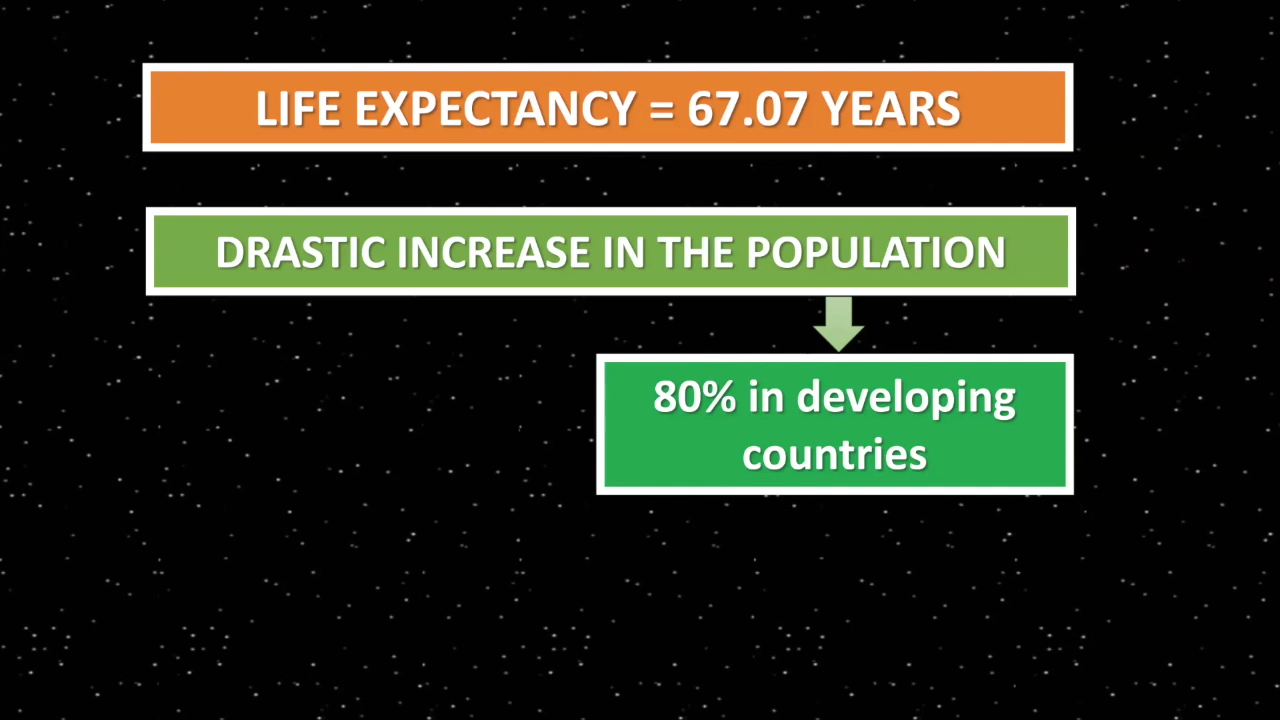 LIFE EXPECTANCY = 67.07 YEARS
DRASTIC INCREASE IN THE POPULATION
80% in developing
countries